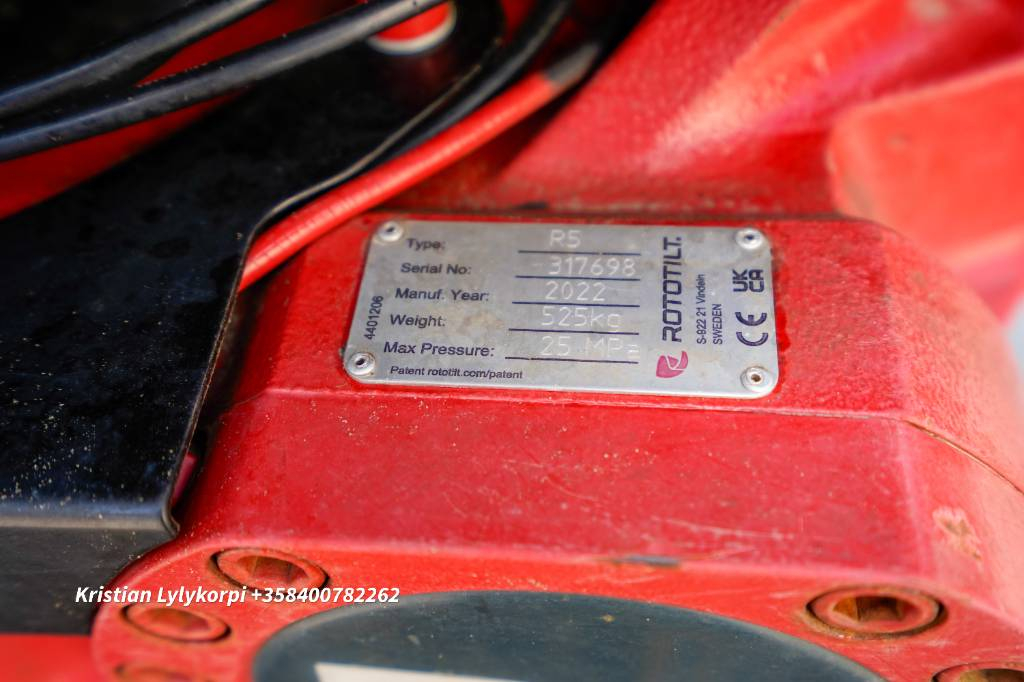 Type: R5
Serial No: 317698
Manuf. Year: 2022
Weight: 525kg
Max Pressure: 25 MPa
Patent rototilt.com/patent
4401206
ROTOTILT.
S-922 21 Vindeln
SWEDEN
CE
UK
CA
Kristian Lylykorpi +358400782262